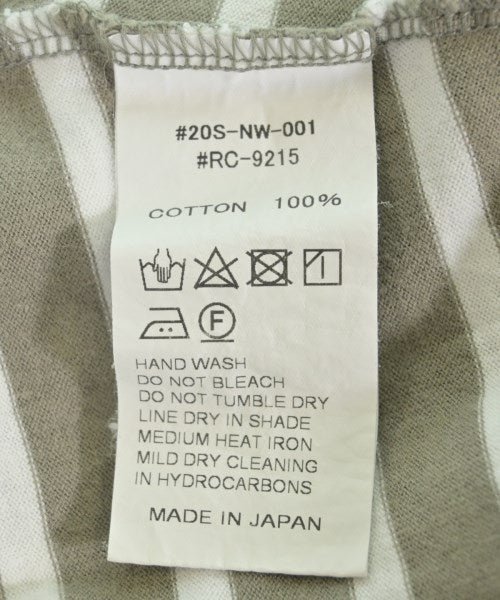 #20S-NW-001
#RC-9215
COTTON 100%
F
HAND WASH
DO NOT BLEACH
DO NOT TUMBLE DRY
LINE DRY IN SHADE
MEDIUM HEAT IRON
MILD DRY CLEANING
IN HYDROCARBONS
MADE IN JAPAN